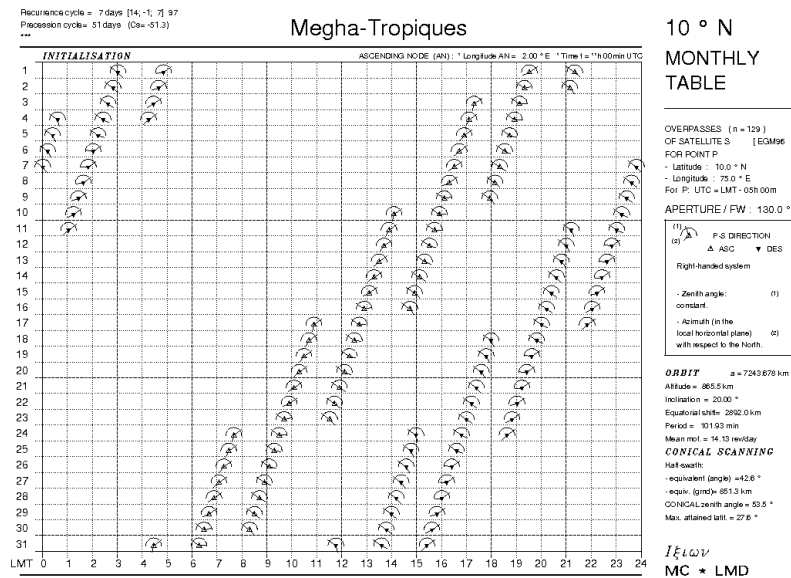 Recurrence cycle = 7 days [14; -1; 7] 97
Precession cycle= 51 days (Cs= -51.3)
***
Megha-Tropiques
10 ° N
MONTHLY
TABLE
INITIALISATION
ASCENDING NODE (AN) : * Longitude AN = 2.00 ° E * Time t = **h 00min UTC
1
2
3
4
5
6
7
8
9
10
11
12
13
14
15
16
17
18
19
20
21
22
23
24
25
26
27
28
29
30
31
LMT 0 1 2 3 4 5 6 7 8 9 10 11 12 13 14 15 16 17 18 19 20 21 22 23 24
OVERPASSES ( n = 129 )
OF SATELLITE S [ EGM96
FOR POINT P
- Latitude : 10.0 ° N
- Longitude : 75.0 ° E
For P: UTC = LMT - 05h 00m
APERTURE / FW : 130.0 °
(1)
(2)
P-S DIRECTION
△ ASC ▼ DES
Right-handed system
- Zenith angle: (1)
constant.
- Azimuth (in the
local horizontal plane) (2)
with respect to the North.
ORBIT a = 7243.678 km
Altitude = 865.5 km
Inclination = 20.00 °
Equatorial shift= 2892.0 km
Period = 101.93 min
Mean mot. = 14.13 rev/day
CONICAL SCANNING
Half-swath:
- equivalent (angle) =42.6 °
- equiv. (grnd)= 851.3 km
CONICAL zenith angle = 53.5 °
Max. attained latit. = 27.6 °
Ιξιων
MC ★ LMD